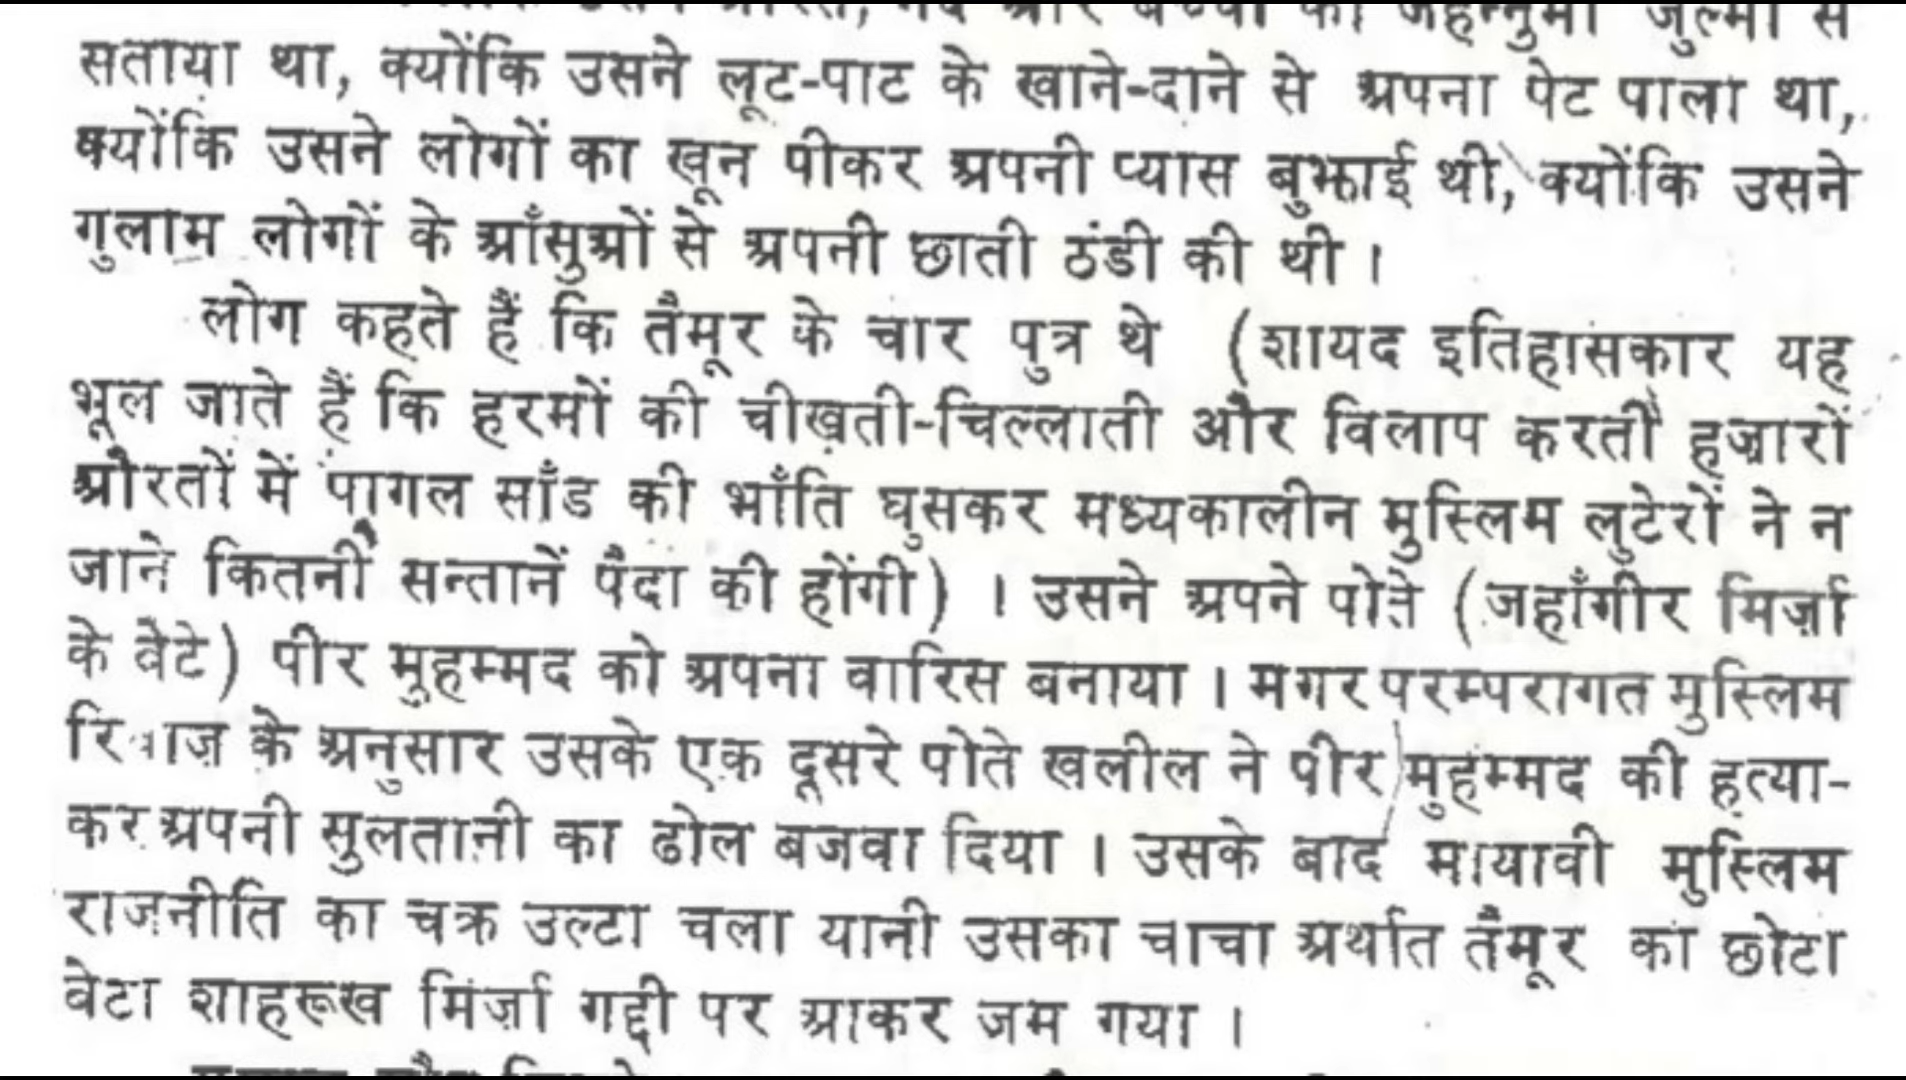 और बच्चों को जहन्नुमी जुल्मों से
सताया था, क्योंकि उसने लूट-पाट के खाने-दाने से अपना पेट पाला था,
क्योंकि उसने लोगों का खून पीकर अपनी प्यास बुझाई थी, क्योंकि उसने
गुलाम लोगों के आँसुओं से अपनी छाती ठंडी की थी ।
लोग कहते हैं कि तैमूर के चार पुत्र थे (शायद इतिहासकार यह
भूल जाते हैं कि हरमों की चीख़ती-चिल्लाती और विलाप करती हज़ारों
औरतों में पागल साँड की भाँति घुसकर मध्यकालीन मुस्लिम लुटेरों ने न
जाने कितनी सन्तानें पैदा की होंगी) । उसने अपने पोते (जहाँगीर मिर्ज़ा
के बेटे) पीर मुहम्मद को अपना वारिस बनाया । मगर परम्परागत मुस्लिम
रिवाज़ के अनुसार उसके एक दूसरे पोते खलील ने पीर मुहम्मद की हत्या-
कर अपनी सुलतानी का ढोल बजवा दिया । उसके बाद मायावी मुस्लिम
राजनीति का चक्र उल्टा चला यानी उसका चाचा अर्थात तैमूर का छोटा
बेटा शाहरूख मिर्ज़ा गद्दी पर आकर जम गया ।